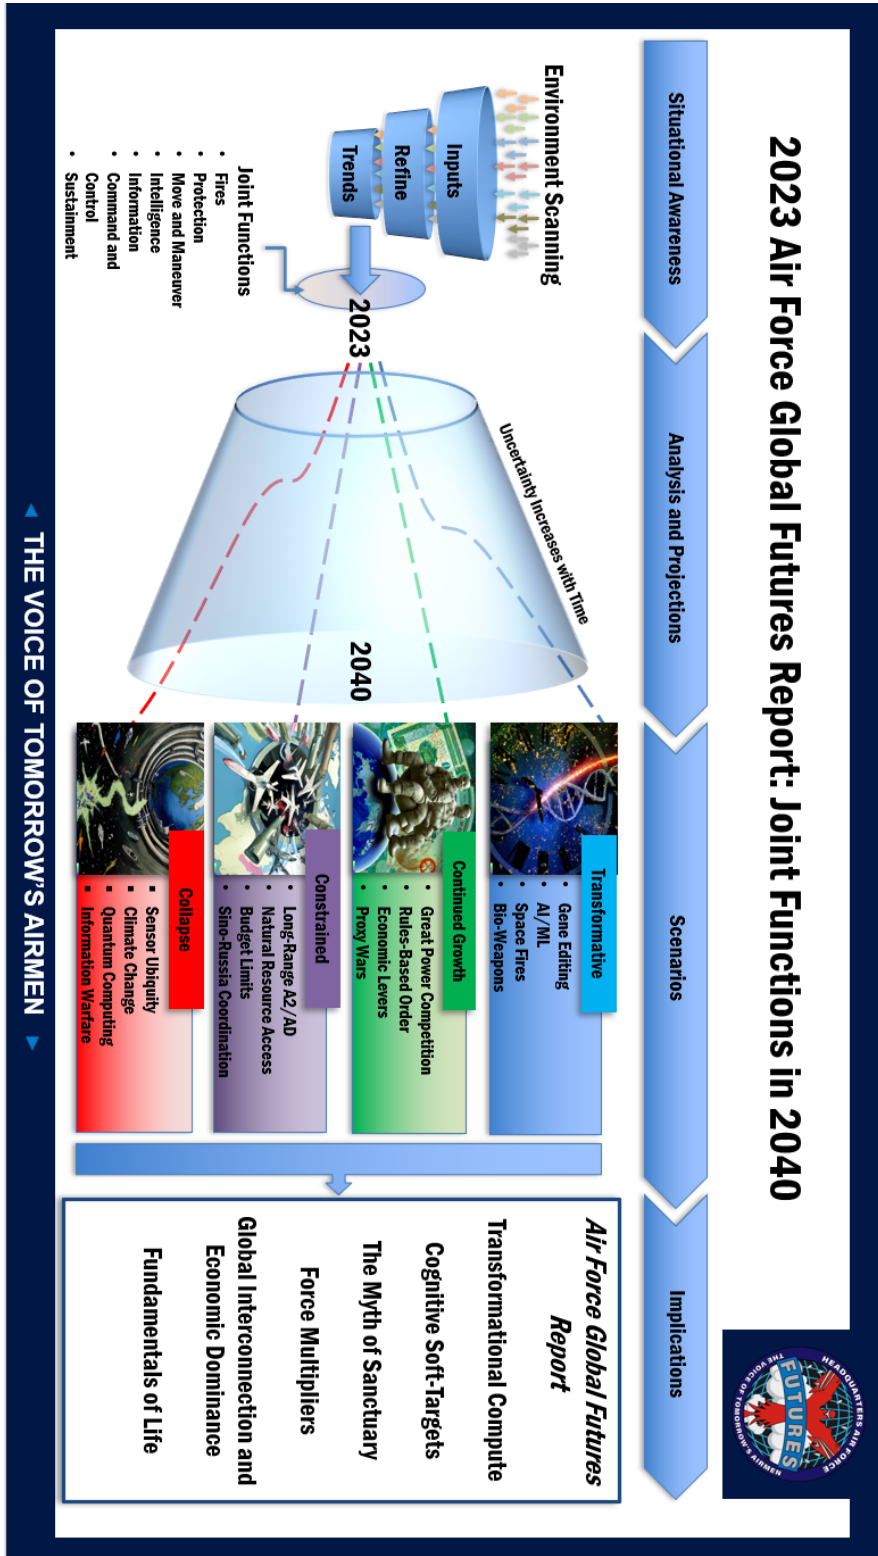 2023 Air Force Global Futures Report: Joint Functions in 2040
HEADQUARTERS AIR FORCE
FUTURES
THE VOICE OF TOMORROW'S AIRMEN
Situational Awareness
Analysis and Projections
Scenarios
Implications
Environment Scanning
Inputs
Refine
Trends
Joint Functions
• Fires
• Protection
• Move and Maneuver
• Intelligence
• Information
• Command and
Control
• Sustainment
2023
Uncertainty Increases with Time
2040
Transformative
• Gene Editing
• AI/ML
• Space Fires
• Bio-Weapons
Continued Growth
• Great Power Competition
• Rules-Based Order
• Economic Levers
• Proxy Wars
Constrained
• Long-Range A2/AD
• Natural Resource Access
• Budget Limits
• Sino-Russia Coordination
Collapse
▪ Sensor Ubiquity
▪ Climate Change
▪ Quantum Computing
▪ Information Warfare
Air Force Global Futures
Report
Transformational Compute
Cognitive Soft-Targets
The Myth of Sanctuary
Force Multipliers
Global Interconnection and
Economic Dominance
Fundamentals of Life
THE VOICE OF TOMORROW'S AIRMEN